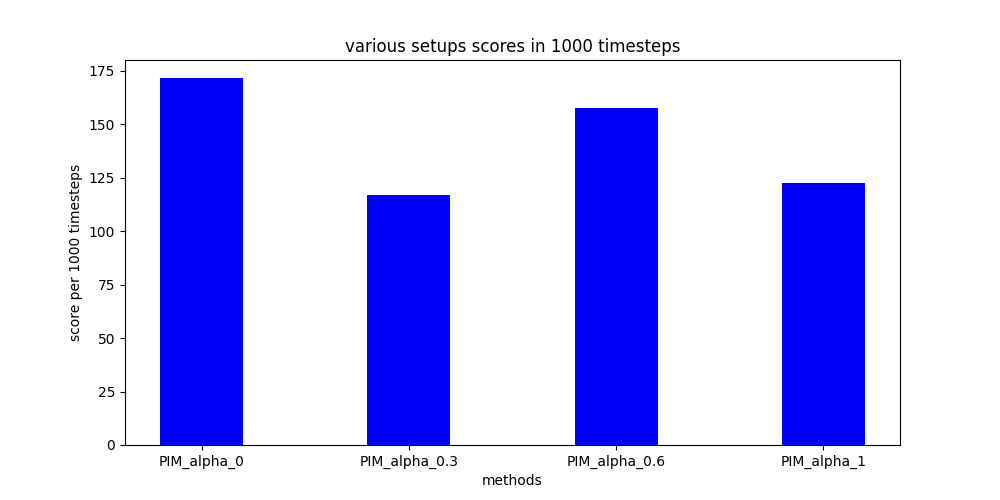 various setups scores in 1000 timesteps
score per 1000 timesteps
175
150
125
100
75
50
25
0
PIM_alpha_0 PIM_alpha_0.3 PIM_alpha_0.6 PIM_alpha_1
methods